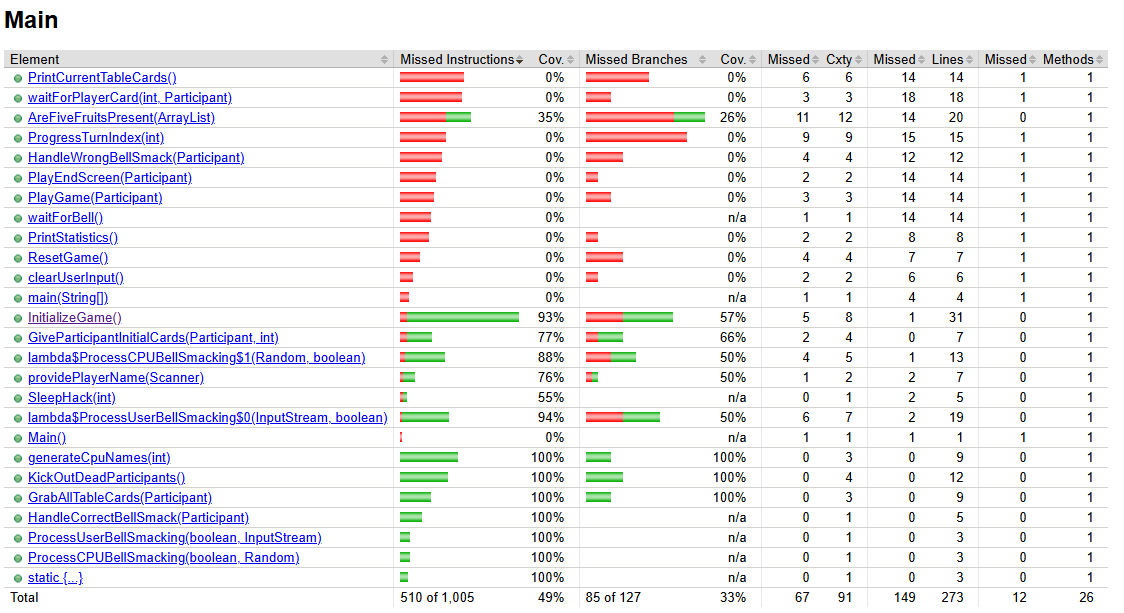 Main
Element Missed Instructions Cov. Missed Branches Cov. Missed Cxty Missed Lines Missed Methods
PrintCurrentTableCards() 0% 0% 6 6 14 14 1 1
waitForPlayerCard(int, Participant) 0% 0% 3 3 18 18 1 1
AreFiveFruitsPresent(ArrayList) 35% 26% 11 12 14 20 0 1
ProgressTurnIndex(int) 0% 0% 9 9 15 15 1 1
HandleWrongBellSmack(Participant) 0% 0% 4 4 12 12 1 1
PlayEndScreen(Participant) 0% 0% 2 2 14 14 1 1
PlayGame(Participant) 0% 0% 3 3 14 14 1 1
waitForBell() 0% n/a 1 1 14 14 1 1
PrintStatistics() 0% 0% 2 2 8 8 1 1
ResetGame() 0% 0% 4 4 7 7 1 1
clearUserInput() 0% 0% 2 2 6 6 1 1
main(String[]) 0% n/a 1 1 4 4 1 1
InitializeGame() 93% 57% 5 8 1 31 0 1
GiveParticipantInitialCards(Participant, int) 77% 66% 2 4 0 7 0 1
lambda$ProcessCPUBellSmacking$1(Random, boolean) 88% 50% 4 5 1 13 0 1
providePlayerName(Scanner) 76% 50% 1 2 2 7 0 1
SleepHack(int) 55% n/a 0 1 2 5 0 1
lambda$ProcessUserBellSmacking$0(InputStream, boolean) 94% 50% 6 7 2 19 0 1
Main() 0% n/a 1 1 1 1 1 1
generateCpuNames(int) 100% 100% 0 3 0 9 0 1
KickOutDeadParticipants() 100% 100% 0 4 0 12 0 1
GrabAllTableCards(Participant) 100% 100% 0 3 0 9 0 1
HandleCorrectBellSmack(Participant) 100% n/a 0 1 0 5 0 1
ProcessUserBellSmacking(boolean, InputStream) 100% n/a 0 1 0 3 0 1
ProcessCPUBellSmacking(boolean, Random) 100% n/a 0 1 0 3 0 1
static {...} 100% n/a 0 1 0 3 0 1
Total 510 of 1,005 49% 85 of 127 33% 67 91 149 273 12 26